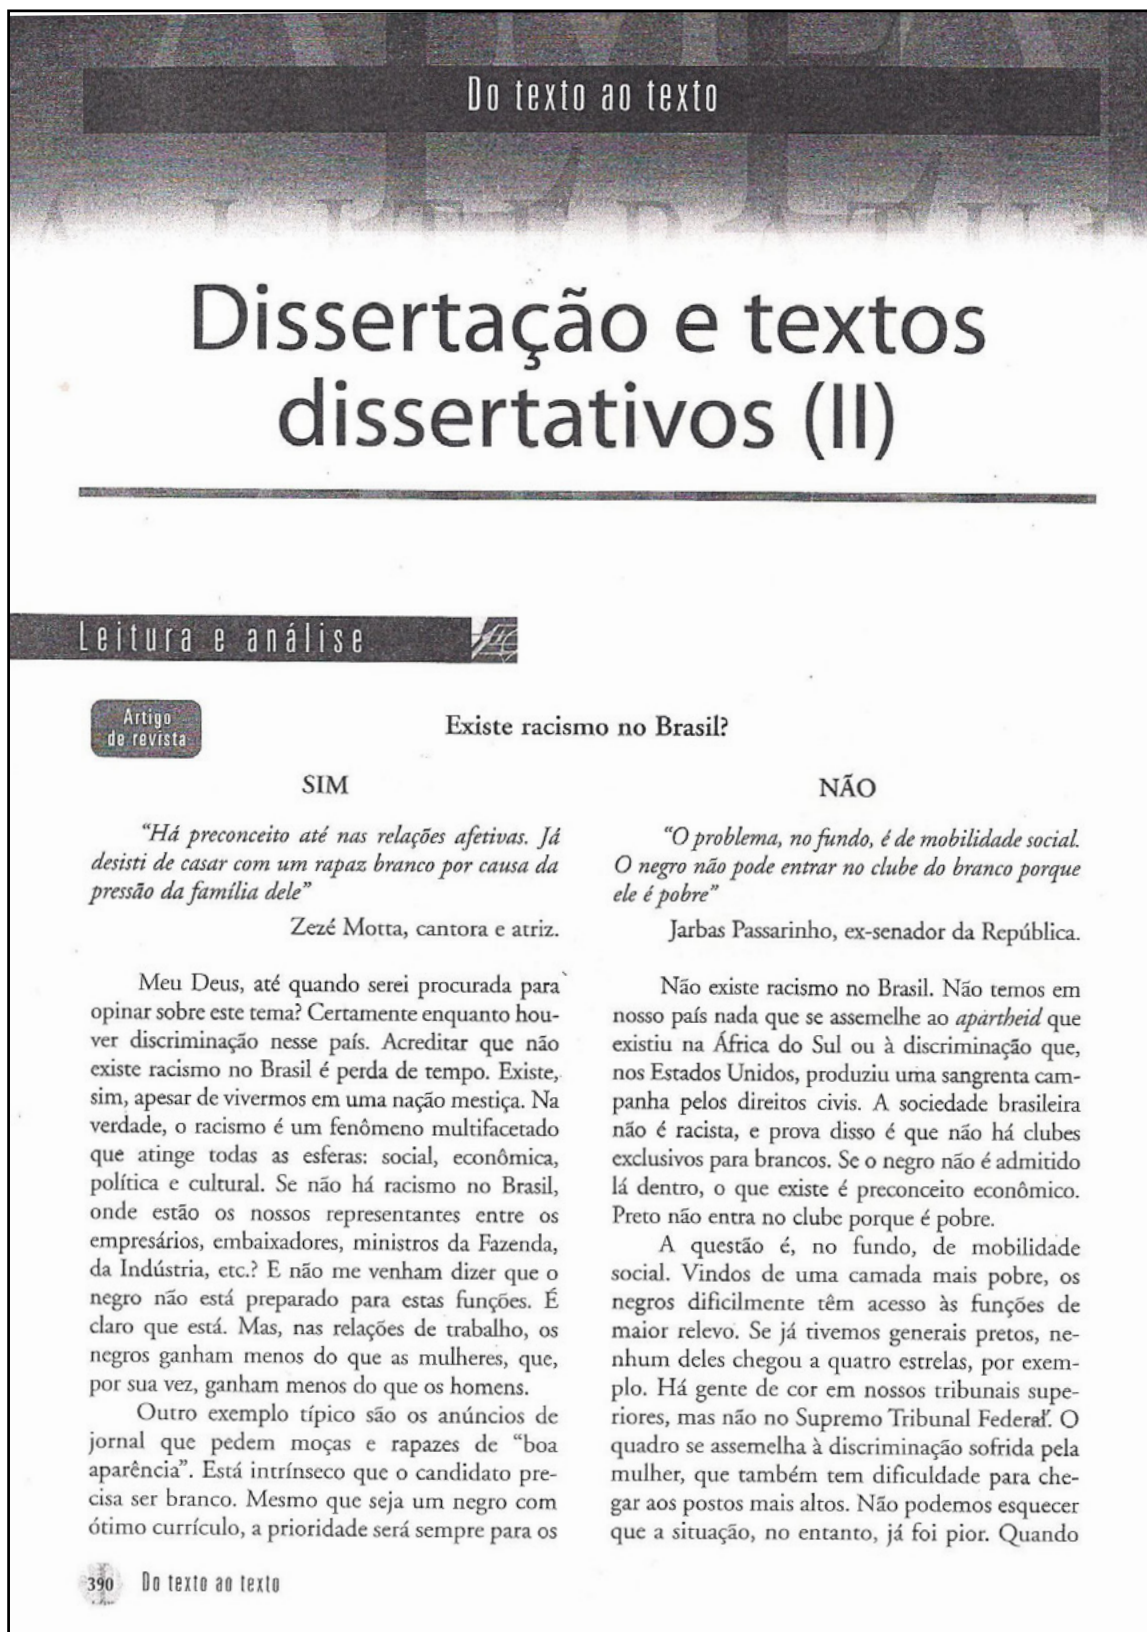 Do texto ao texto
Dissertação e textos
dissertativos (II)
Leitura e análise
Artigo
de revista
Existe racismo no Brasil?
SIM
“Há preconceito até nas relações afetivas. Já
desisti de casar com um rapaz branco por causa da
pressão da família dele”
Zezé Motta, cantora e atriz.
Meu Deus, até quando serei procurada para
opinar sobre este tema? Certamente enquanto hou-
ver discriminação nesse país. Acreditar que não
existe racismo no Brasil é perda de tempo. Existe,
sim, apesar de vivermos em uma nação mestiça. Na
verdade, o racismo é um fenômeno multifacetado
que atinge todas as esferas: social, econômica,
política e cultural. Se não há racismo no Brasil,
onde estão os nossos representantes entre os
empresários, embaixadores, ministros da Fazenda,
da Indústria, etc.? E não me venham dizer que o
negro não está preparado para estas funções. É
claro que está. Mas, nas relações de trabalho, os
negros ganham menos do que as mulheres, que,
por sua vez, ganham menos do que os homens.
Outro exemplo típico são os anúncios de
jornal que pedem moças e rapazes de “boa
aparência”. Está intrínseco que o candidato pre-
cisa ser branco. Mesmo que seja um negro com
ótimo currículo, a prioridade será sempre para os
NÃO
“O problema, no fundo, é de mobilidade social.
O negro não pode entrar no clube do branco porque
ele é pobre”
Jarbas Passarinho, ex-senador da República.
Não existe racismo no Brasil. Não temos em
nosso país nada que se assemelhe ao apartheid que
existiu na África do Sul ou à discriminação que,
nos Estados Unidos, produziu uma sangrenta cam-
panha pelos direitos civis. A sociedade brasileira
não é racista, e prova disso é que não há clubes
exclusivos para brancos. Se o negro não é admitido
lá dentro, o que existe é preconceito econômico.
Preto não entra no clube porque é pobre.
A questão é, no fundo, de mobilidade
social. Vindos de uma camada mais pobre, os
negros dificilmente têm acesso às funções de
maior relevo. Se já tivemos generais pretos, ne-
nhum deles chegou a quatro estrelas, por exem-
plo. Há gente de cor em nossos tribunais supe-
riores, mas não no Supremo Tribunal Federal. O
quadro se assemelha à discriminação sofrida pela
mulher, que também tem dificuldade para che-
gar aos postos mais altos. Não podemos esquecer
que a situação, no entanto, já foi pior. Quando
390 Do texto ao texto